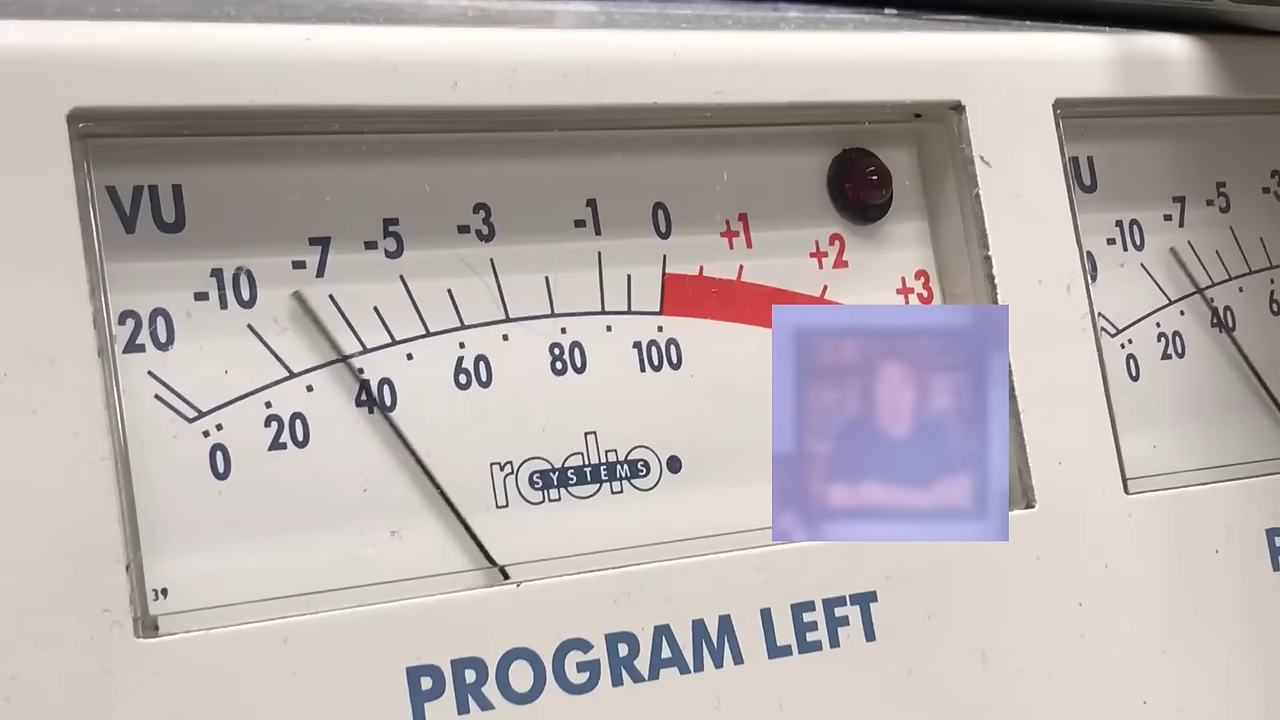 VU
20 -10 -7 -5 -3 -1 0 +1 +2 +3
0 20 40 60 80 100
radio
SYSTEMS
39
PROGRAM LEFT
U
-10 -7 -5
0 20 40